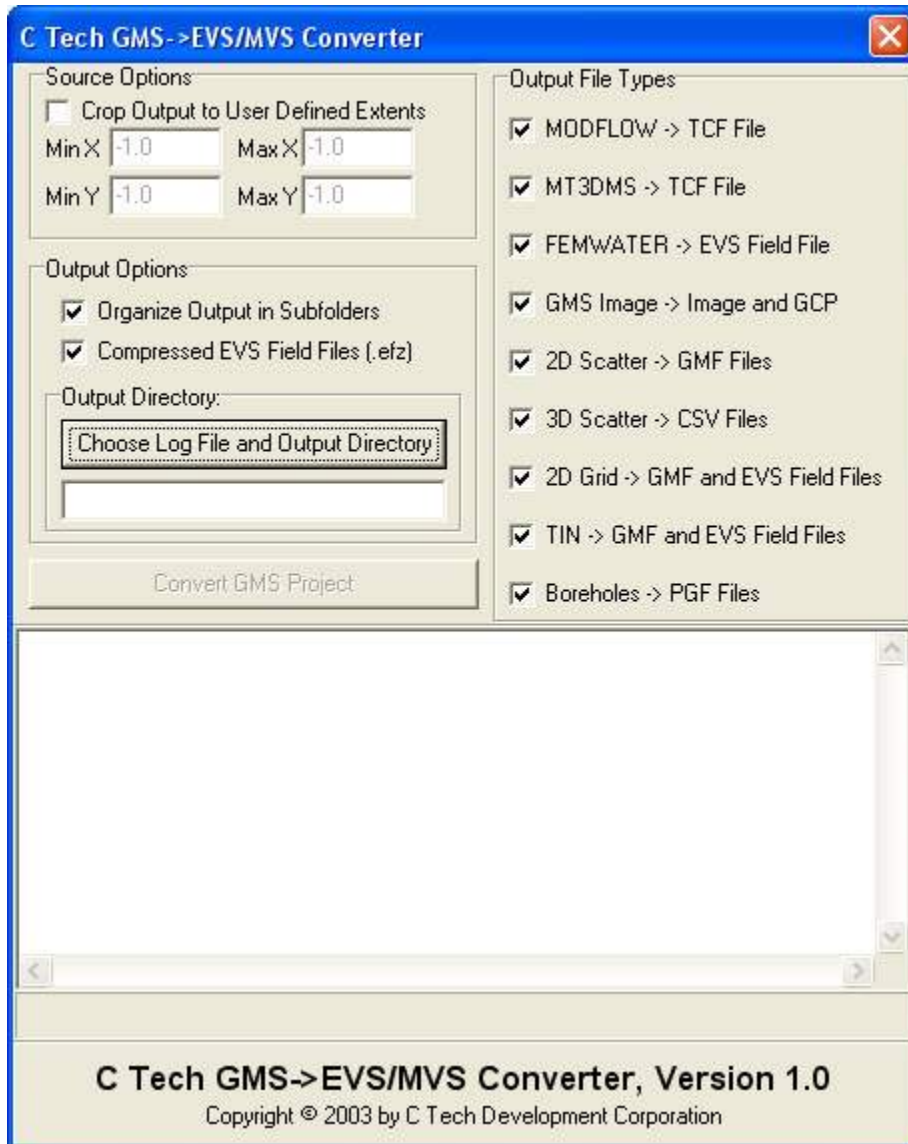 C Tech GMS->EVS/MVS Converter
Source Options
Crop Output to User Defined Extents
Min X -1.0 Max X -1.0
Min Y -1.0 Max Y -1.0
Output Options
Organize Output in Subfolders
Compressed EVS Field Files (.efz)
Output Directory:
Choose Log File and Output Directory
Convert GMS Project
Output File Types
MODFLOW -> TCF File
MT3DMS -> TCF File
FEMWATER -> EVS Field File
GMS Image -> Image and GCP
2D Scatter -> GMF Files
3D Scatter -> CSV Files
2D Grid -> GMF and EVS Field Files
TIN -> GMF and EVS Field Files
Boreholes -> PGF Files
C Tech GMS->EVS/MVS Converter, Version 1.0
Copyright © 2003 by C Tech Development Corporation